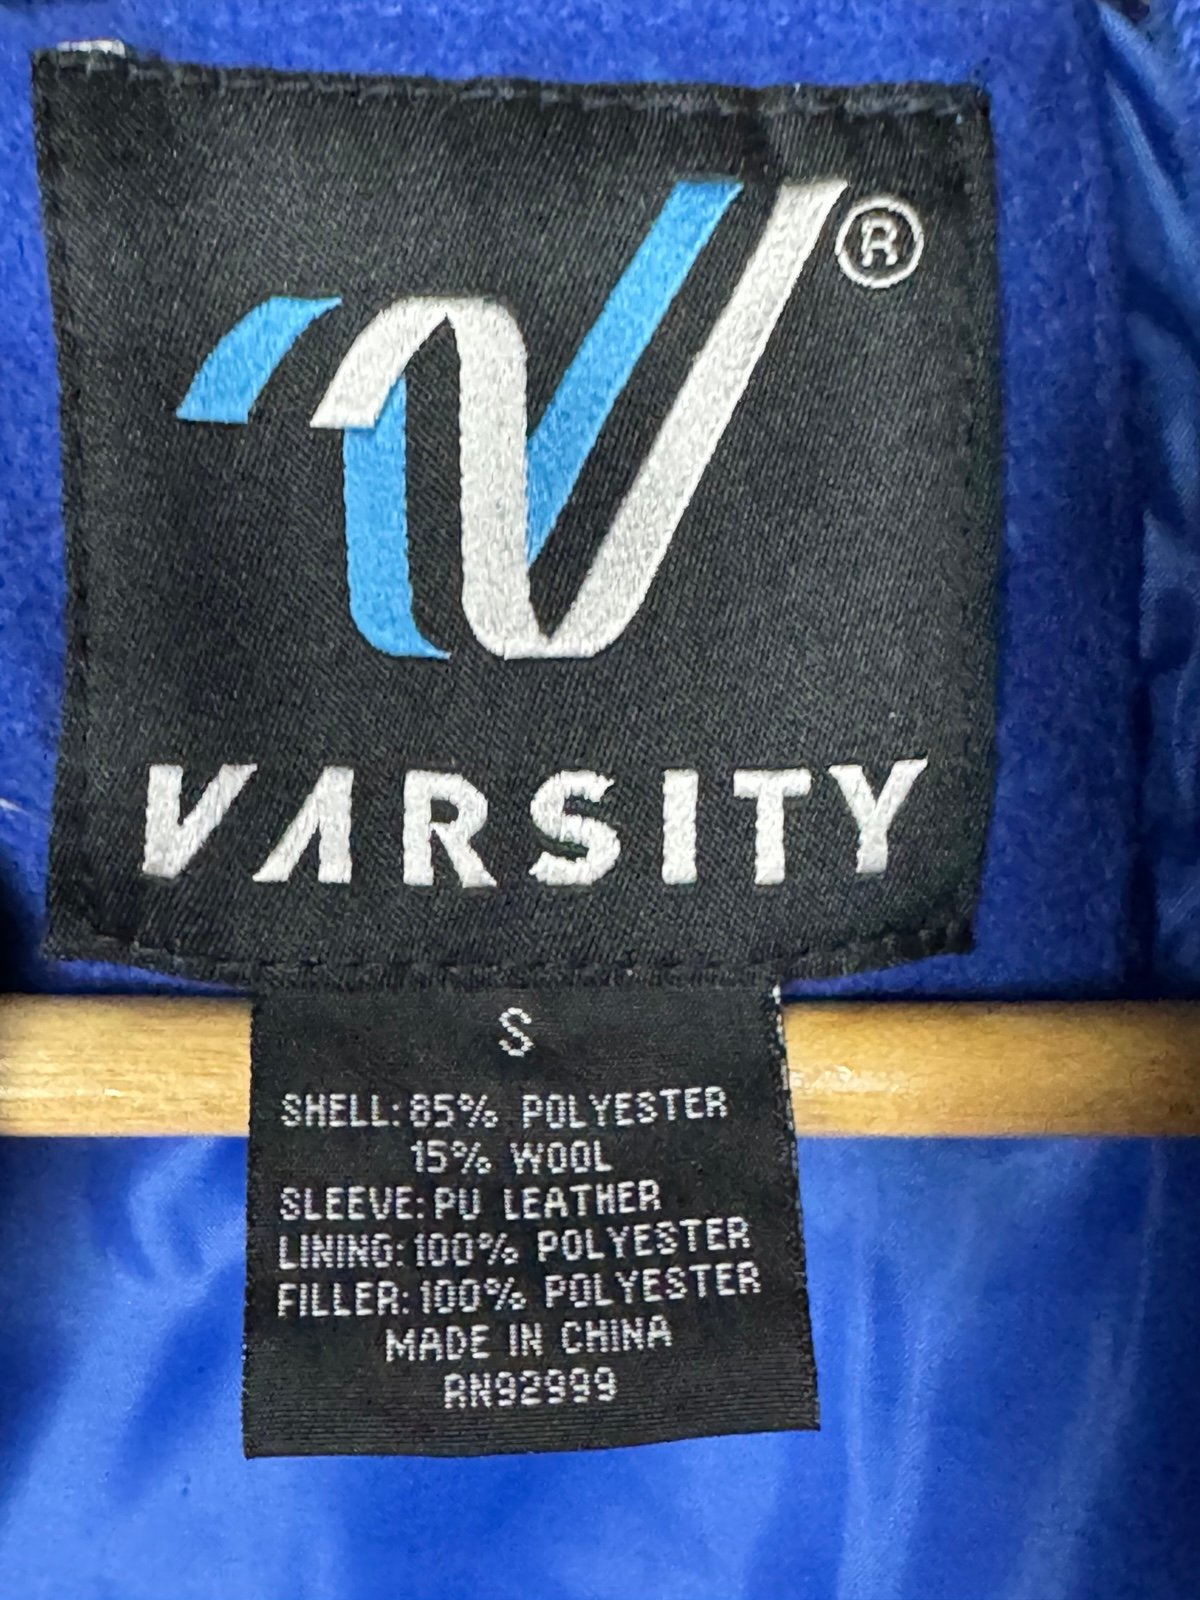 ®
VARSITY
S
SHELL: 85% POLYESTER
15% WOOL
SLEEVE: PU LEATHER
LINING: 100% POLYESTER
FILLER: 100% POLYESTER
MADE IN CHINA
RN92999